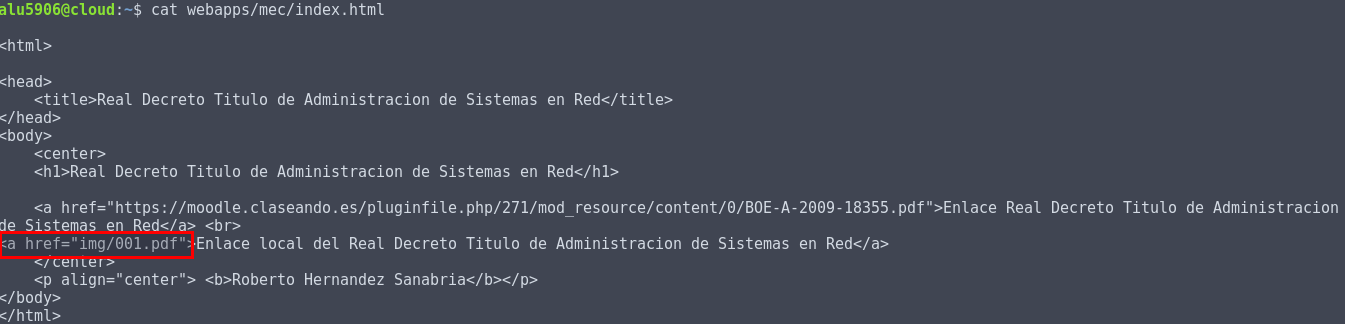 alu5906@cloud:~$ cat webapps/mec/index.html
<html>
<head>
    <title>Real Decreto Titulo de Administracion de Sistemas en Red</title>
</head>
<body>
    <center>
    <h1>Real Decreto Titulo de Administracion de Sistemas en Red</h1>
    <a href="https://moodle.claseando.es/pluginfile.php/271/mod_resource/content/0/BOE-A-2009-18355.pdf">Enlace Real Decreto Titulo de Administracion
de Sistemas en Red</a> <br>
<a href="img/001.pdf">Enlace local del Real Decreto Titulo de Administracion de Sistemas en Red</a>
    </center>
    <p align="center"> <b>Roberto Hernandez Sanabria</b></p>
</body>
</html>